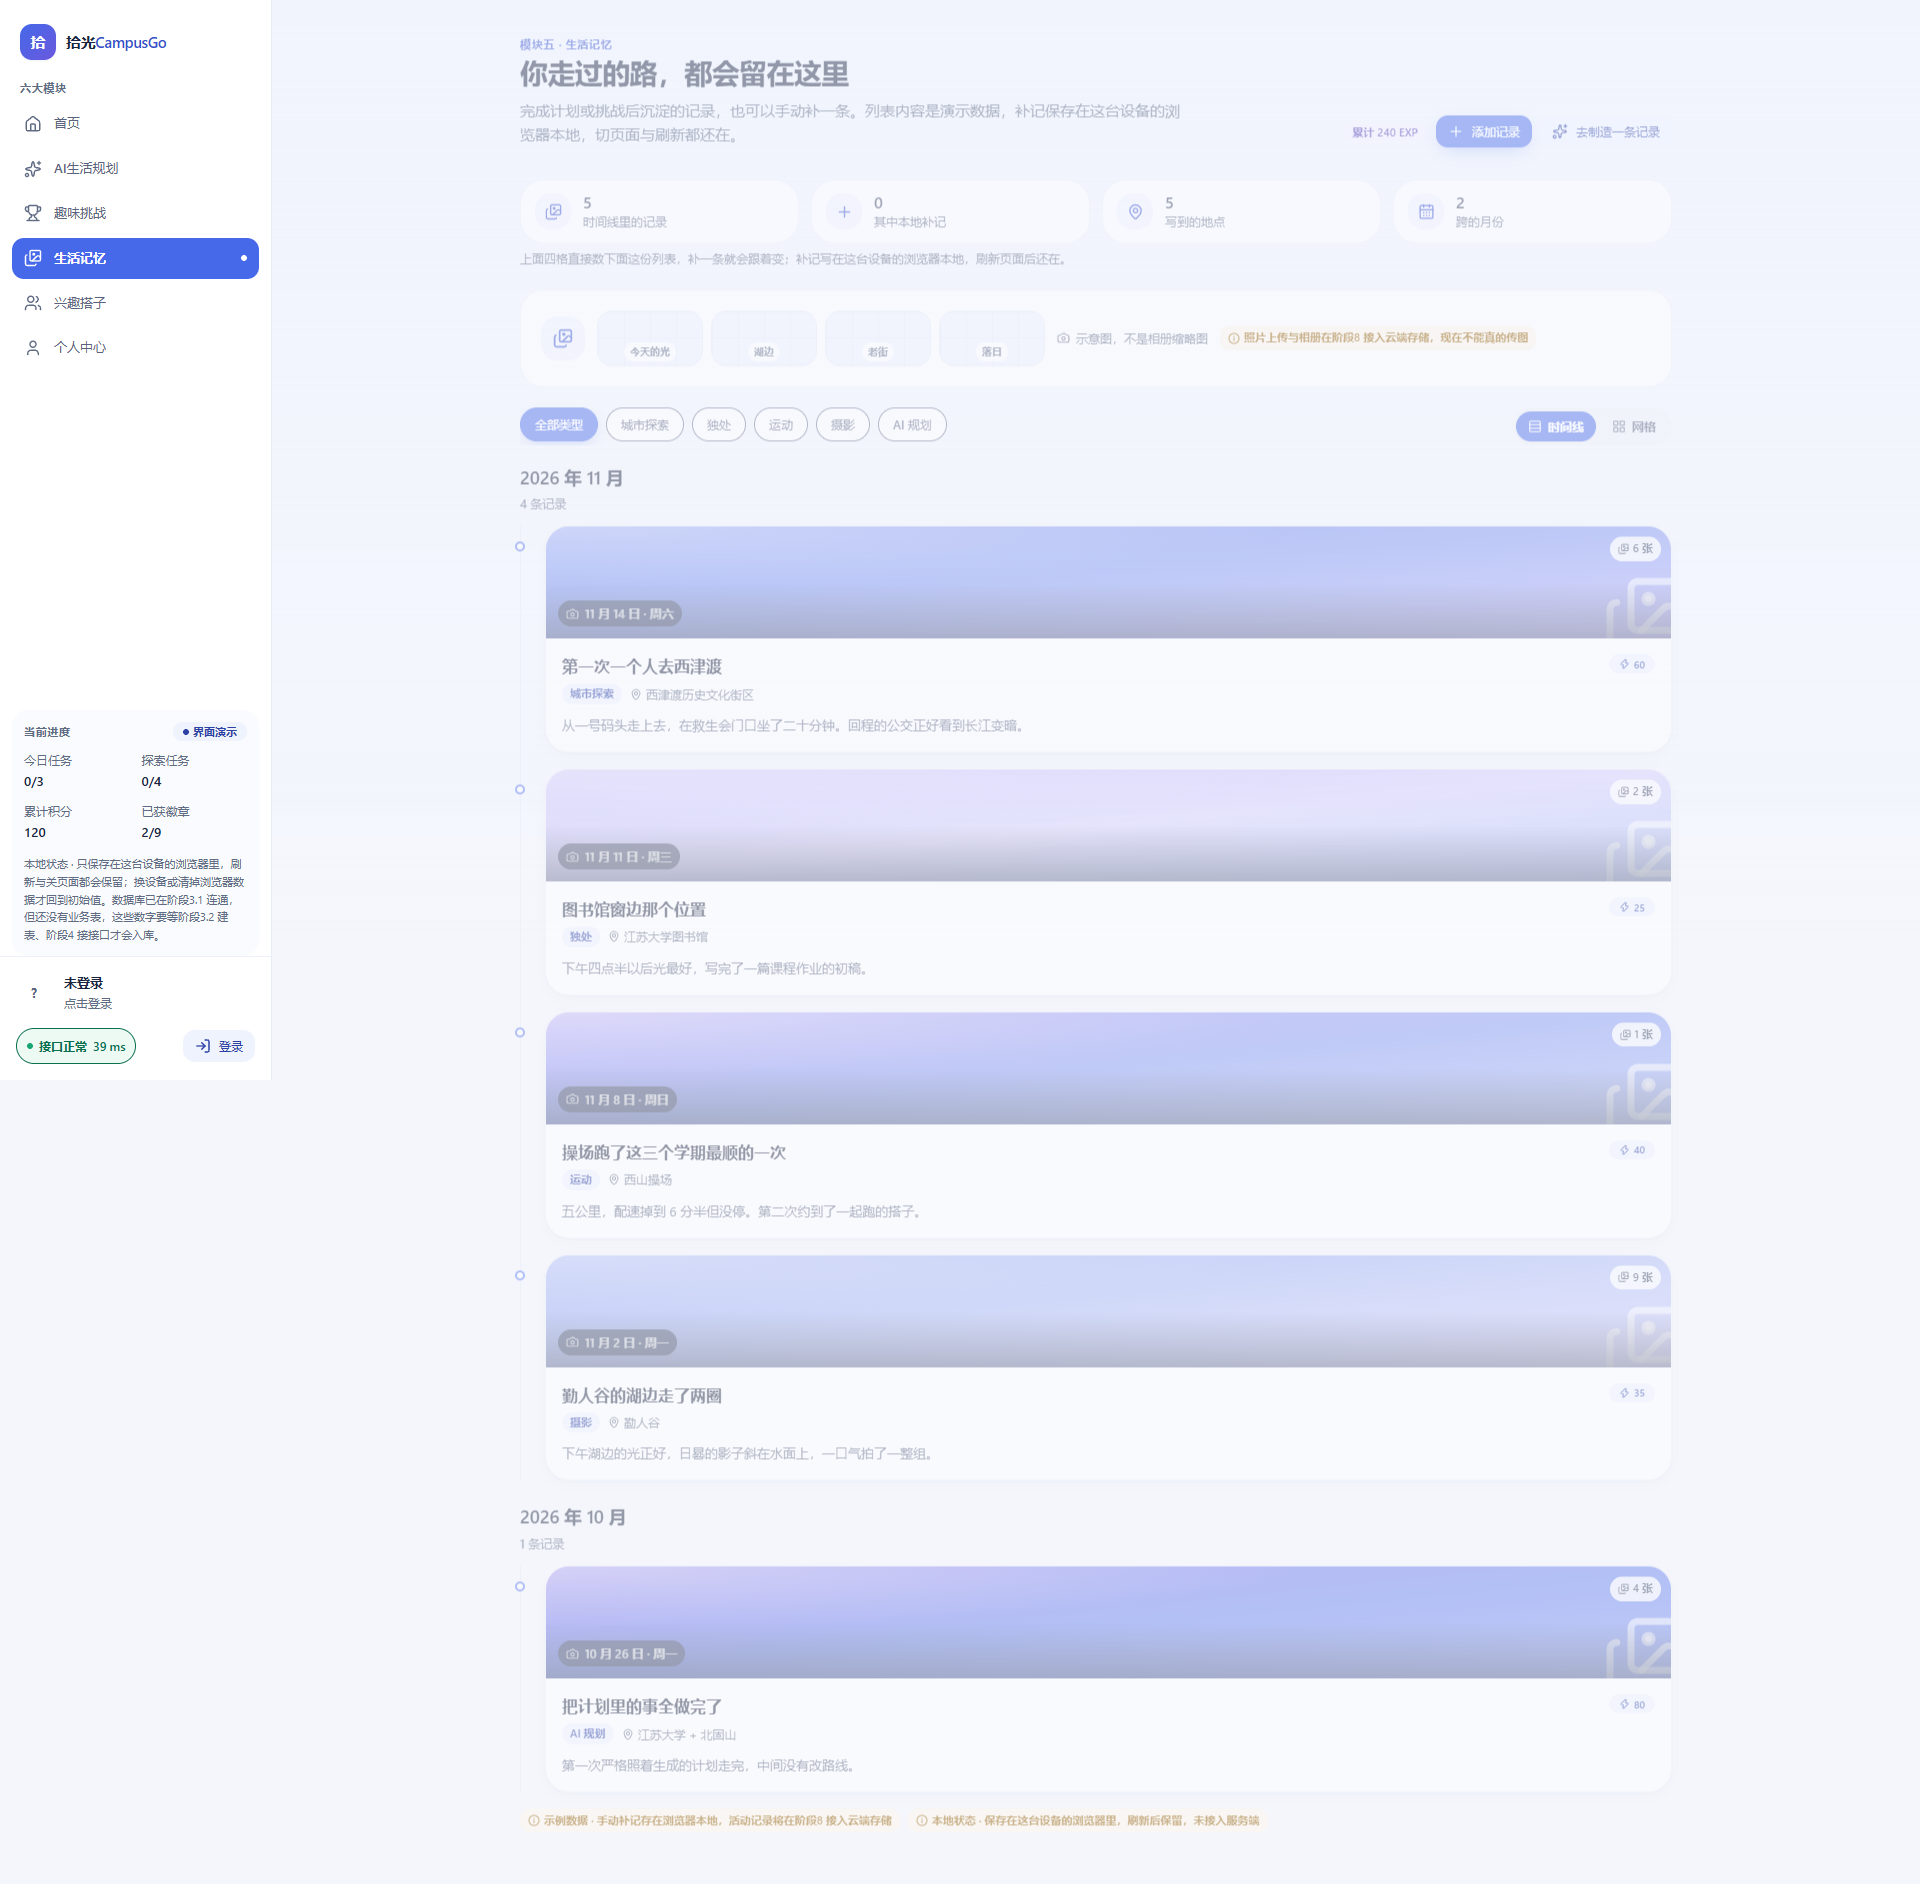 拾 拾光CampusGo
六大模块
首页
AI生活规划
趣味挑战
生活记忆
兴趣搭子
个人中心
当前进度 界面演示
今日任务 探索任务
0/3 0/4
累计积分 已获徽章
120 2/9
本地状态 · 只保存在这台设备的浏览器里，刷
新与关页面都会保留；换设备或清掉浏览器数
据才回到初始值。数据库已在阶段3.1 连通，
但还没有业务表，这些数字要等阶段3.2 建
表、阶段4 接接口才会入库。
? 未登录
点击登录
接口正常 39 ms 登录
模块五 · 生活记忆
你走过的路，都会留在这里
完成计划或挑战后沉淀的记录，也可以手动补一条。列表内容是演示数据，补记保存在这台设备的浏
览器本地，切页面与刷新都还在。
累计 240 EXP 添加记录 去制造一条记录
5
时间线里的记录
0
其中本地补记
5
写到的地点
2
跨的月份
上面四格直接数下面这份列表，补一条就会跟着变；补记写在这台设备的浏览器本地，刷新页面后还在。
今天的光 湖边 老街 落日 示意图，不是相册缩略图 照片上传与相册在阶段8 接入云端存储，现在不能真的传图
全部类型 城市探索 独处 运动 摄影 AI 规划 时间线 网格
2026 年 11 月
4 条记录
6 张
11 月 14 日 · 周六
第一次一个人去西津渡 60
城市探索 西津渡历史文化街区
从一号码头走上去，在救生会门口坐了二十分钟。回程的公交正好看到长江变暗。
2 张
11 月 11 日 · 周三
图书馆窗边那个位置 25
独处 江苏大学图书馆
下午四点半以后光最好，写完了一篇课程作业的初稿。
1 张
11 月 8 日 · 周日
操场跑了这三个学期最顺的一次 40
运动 西山操场
五公里，配速掉到 6 分半但没停。第二次约到了一起跑的搭子。
9 张
11 月 2 日 · 周一
勤人谷的湖边走了两圈 35
摄影 勤人谷
下午湖边的光正好，日晷的影子斜在水面上，一口气拍了一整组。
2026 年 10 月
1 条记录
4 张
10 月 26 日 · 周一
把计划里的事全做完了 80
AI 规划 江苏大学 + 北固山
第一次严格照着生成的计划走完，中间没有改路线。
示例数据 · 手动补记存在浏览器本地，活动记录将在阶段8 接入云端存储 本地状态 · 保存在这台设备的浏览器里，刷新后保留，未接入服务端